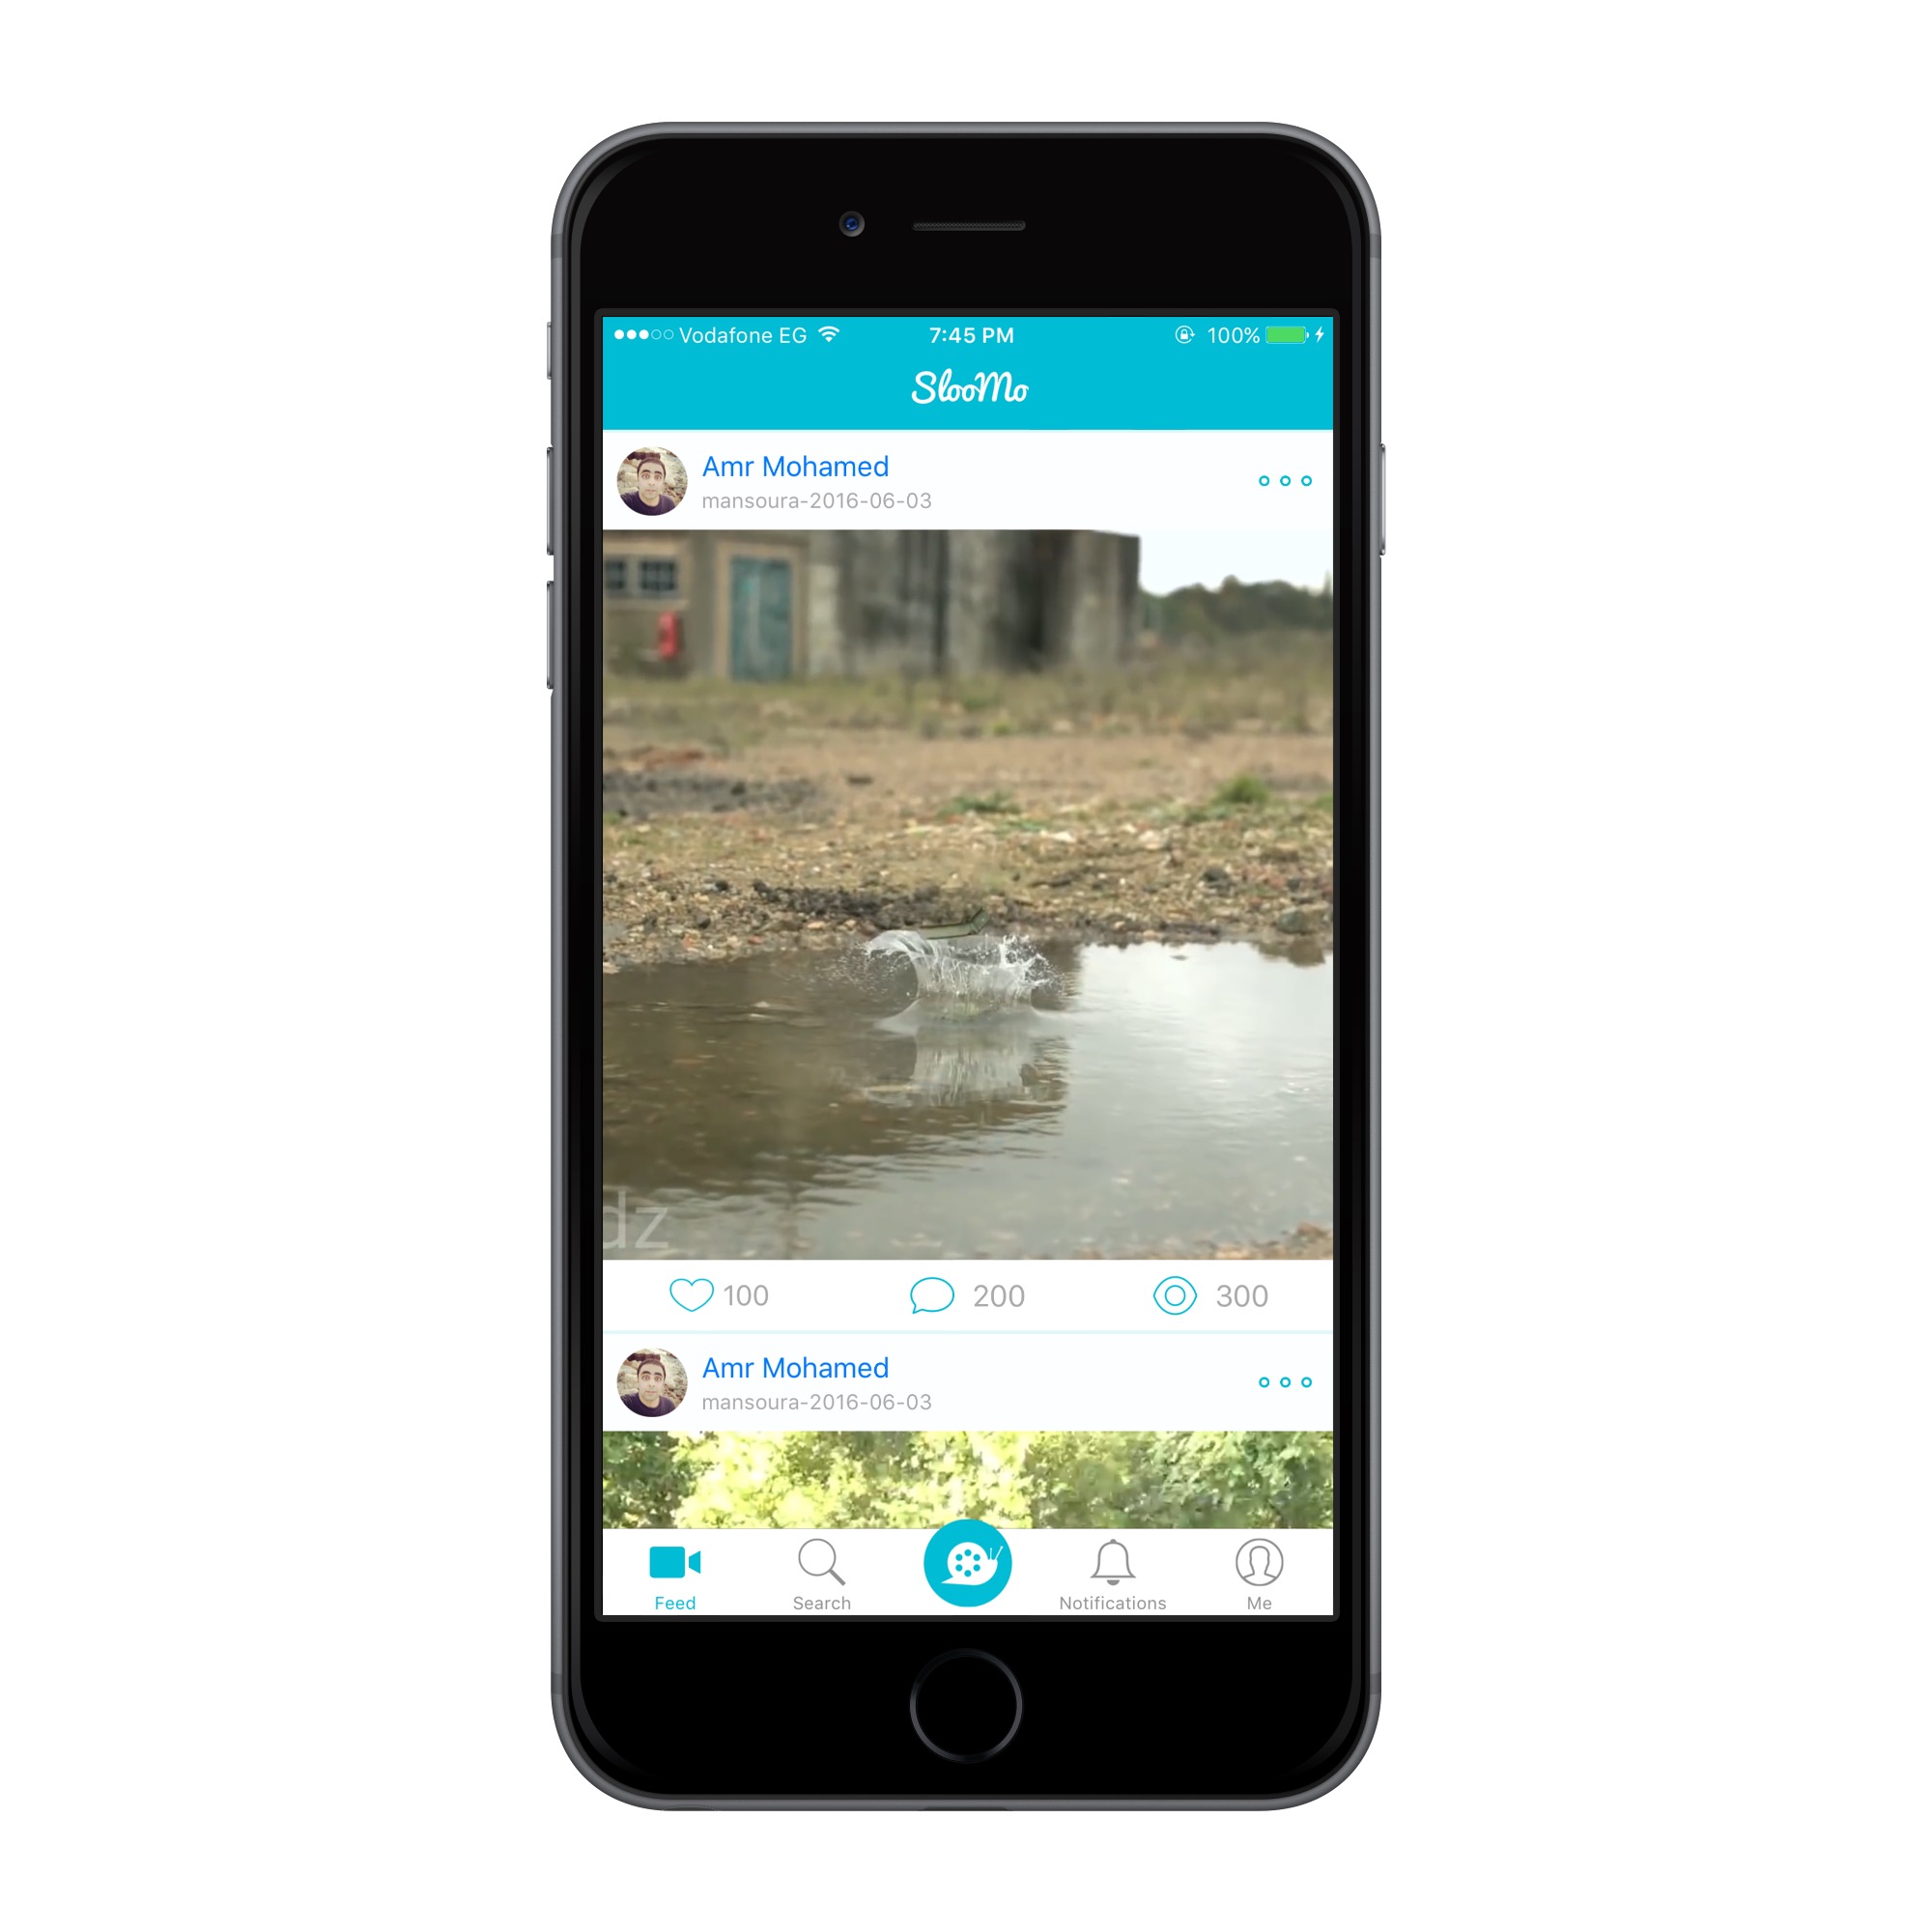 Vodafone EG 7:45 PM 100%
SlooMo
Amr Mohamed
mansoura-2016-06-03
dz
100 200 300
Amr Mohamed
mansoura-2016-06-03
Feed Search Notifications Me